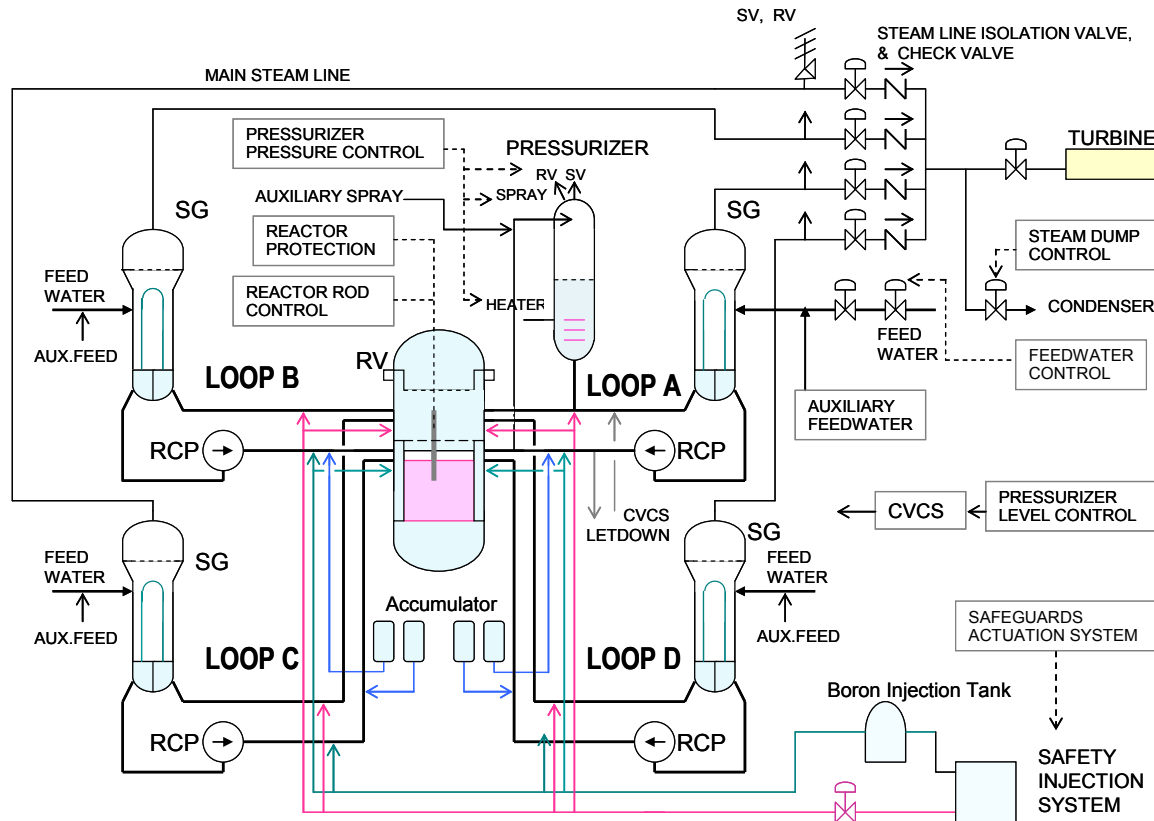 SV, RV
STEAM LINE ISOLATION VALVE,
& CHECK VALVE
MAIN STEAM LINE
PRESSURIZER
PRESSURE CONTROL
PRESSURIZER
TURBINE
RV SV
AUXILIARY SPRAY
SPRAY
SG
SG
REACTOR
PROTECTION
STEAM DUMP
CONTROL
FEED
WATER
REACTOR ROD
CONTROL
HEATER
CONDENSER
AUX.FEED
FEED
WATER
FEEDWATER
CONTROL
RV
LOOP B
LOOP A
AUXILIARY
FEEDWATER
RCP
RCP
CVCS
LETDOWN
CVCS
PRESSURIZER
LEVEL CONTROL
SG
SG
FEED
WATER
FEED
WATER
AUX.FEED
Accumulator
AUX.FEED
SAFEGUARDS
ACTUATION SYSTEM
LOOP C
LOOP D
Boron Injection Tank
RCP
RCP
SAFETY
INJECTION
SYSTEM